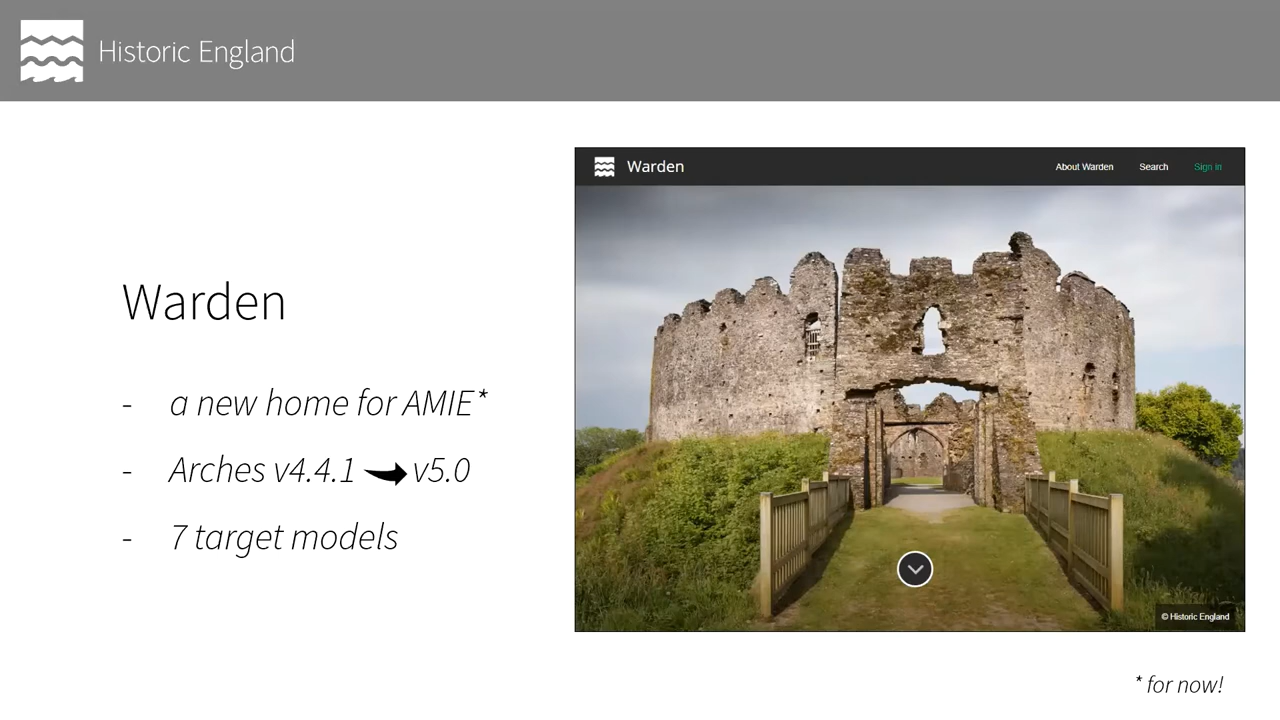 Historic England
Warden
- a new home for AMIE*
- Arches v4.4.1 v5.0
- 7 target models
Warden
About Warden Search Sign in
© Historic England
* for now!